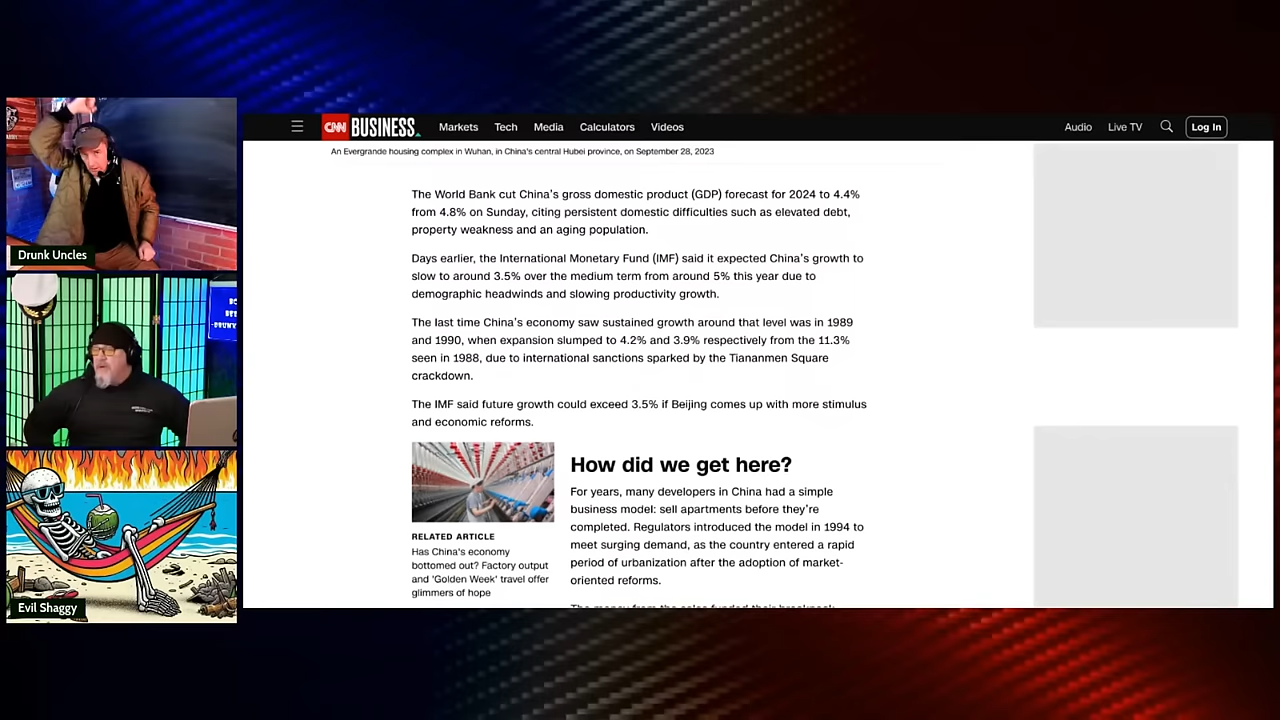 Drunk Uncles
Evil Shaggy
CNN BUSINESS
Markets
Tech
Media
Calculators
Videos
Audio
Live TV
Log In
An Evergrande housing complex in Wuhan, in China's central Hubei province, on September 28, 2023
The World Bank cut China's gross domestic product (GDP) forecast for 2024 to 4.4%
from 4.8% on Sunday, citing persistent domestic difficulties such as elevated debt,
property weakness and an aging population.
Days earlier, the International Monetary Fund (IMF) said it expected China's growth to
slow to around 3.5% over the medium term from around 5% this year due to
demographic headwinds and slowing productivity growth.
The last time China's economy saw sustained growth around that level was in 1989
and 1990, when expansion slumped to 4.2% and 3.9% respectively from the 11.3%
seen in 1988, due to international sanctions sparked by the Tiananmen Square
crackdown.
The IMF said future growth could exceed 3.5% if Beijing comes up with more stimulus
and economic reforms.
RELATED ARTICLE
Has China's economy
bottomed out? Factory output
and 'Golden Week' travel offer
glimmers of hope
How did we get here?
For years, many developers in China had a simple
business model: sell apartments before they're
completed. Regulators introduced the model in 1994 to
meet surging demand, as the country entered a rapid
period of urbanization after the adoption of market-
oriented reforms.